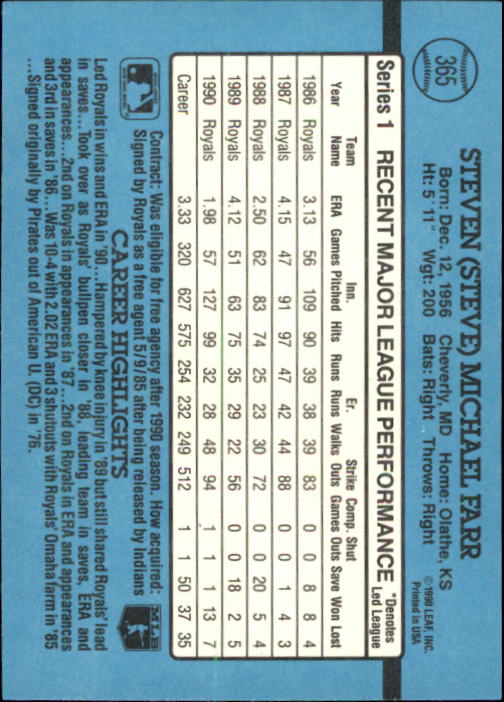 365
STEVEN (STEVE) MICHAEL FARR
Born: Dec. 12, 1956 Cheverly, MD Home: Olathe, KS
Ht: 5' 11" Wgt: 200 Bats: Right Throws: Right
©1990 LEAF, INC.
Printed in USA
Series 1 RECENT MAJOR LEAGUE PERFORMANCE *Denotes Led League
Team Inn. Er. Strike Comp. Shut
Year Name ERA Games Pitched Hits Runs Runs Walks Outs Games Outs Save Won Lost
1986 Royals 3.13 56 109 90 39 38 39 83 0 0 8 8 4
1987 Royals 4.15 47 91 97 47 42 44 88 0 0 1 4 3
1988 Royals 2.50 62 83 74 25 23 30 72 0 0 20 5 4
1989 Royals 4.12 51 63 75 35 29 22 56 0 0 18 2 5
1990 Royals 1.98 57 127 99 32 28 48 94 1 1 1 13 7
Career 3.33 320 627 575 254 232 249 512 1 1 50 37 35
Contract: Was eligible for free agency after 1990 season. How acquired:
Signed by Royals as a free agent 5/9/85 after being released by Indians
MLB
CAREER HIGHLIGHTS
Led Royals in wins and ERA in '90...Hampered by knee injury in '89 but still shared Royals' lead
in saves...Took over as Royals' bullpen closer in '88, leading team in saves, ERA and
appearances...2nd on Royals in appearances in '87...2nd on Royals in ERA and appearances
and 3rd in saves in '86...Was 10-4 with 2.02 ERA and 3 shutouts with Royals' Omaha farm in '85
...Signed originally by Pirates out of American U. (DC) in '76.